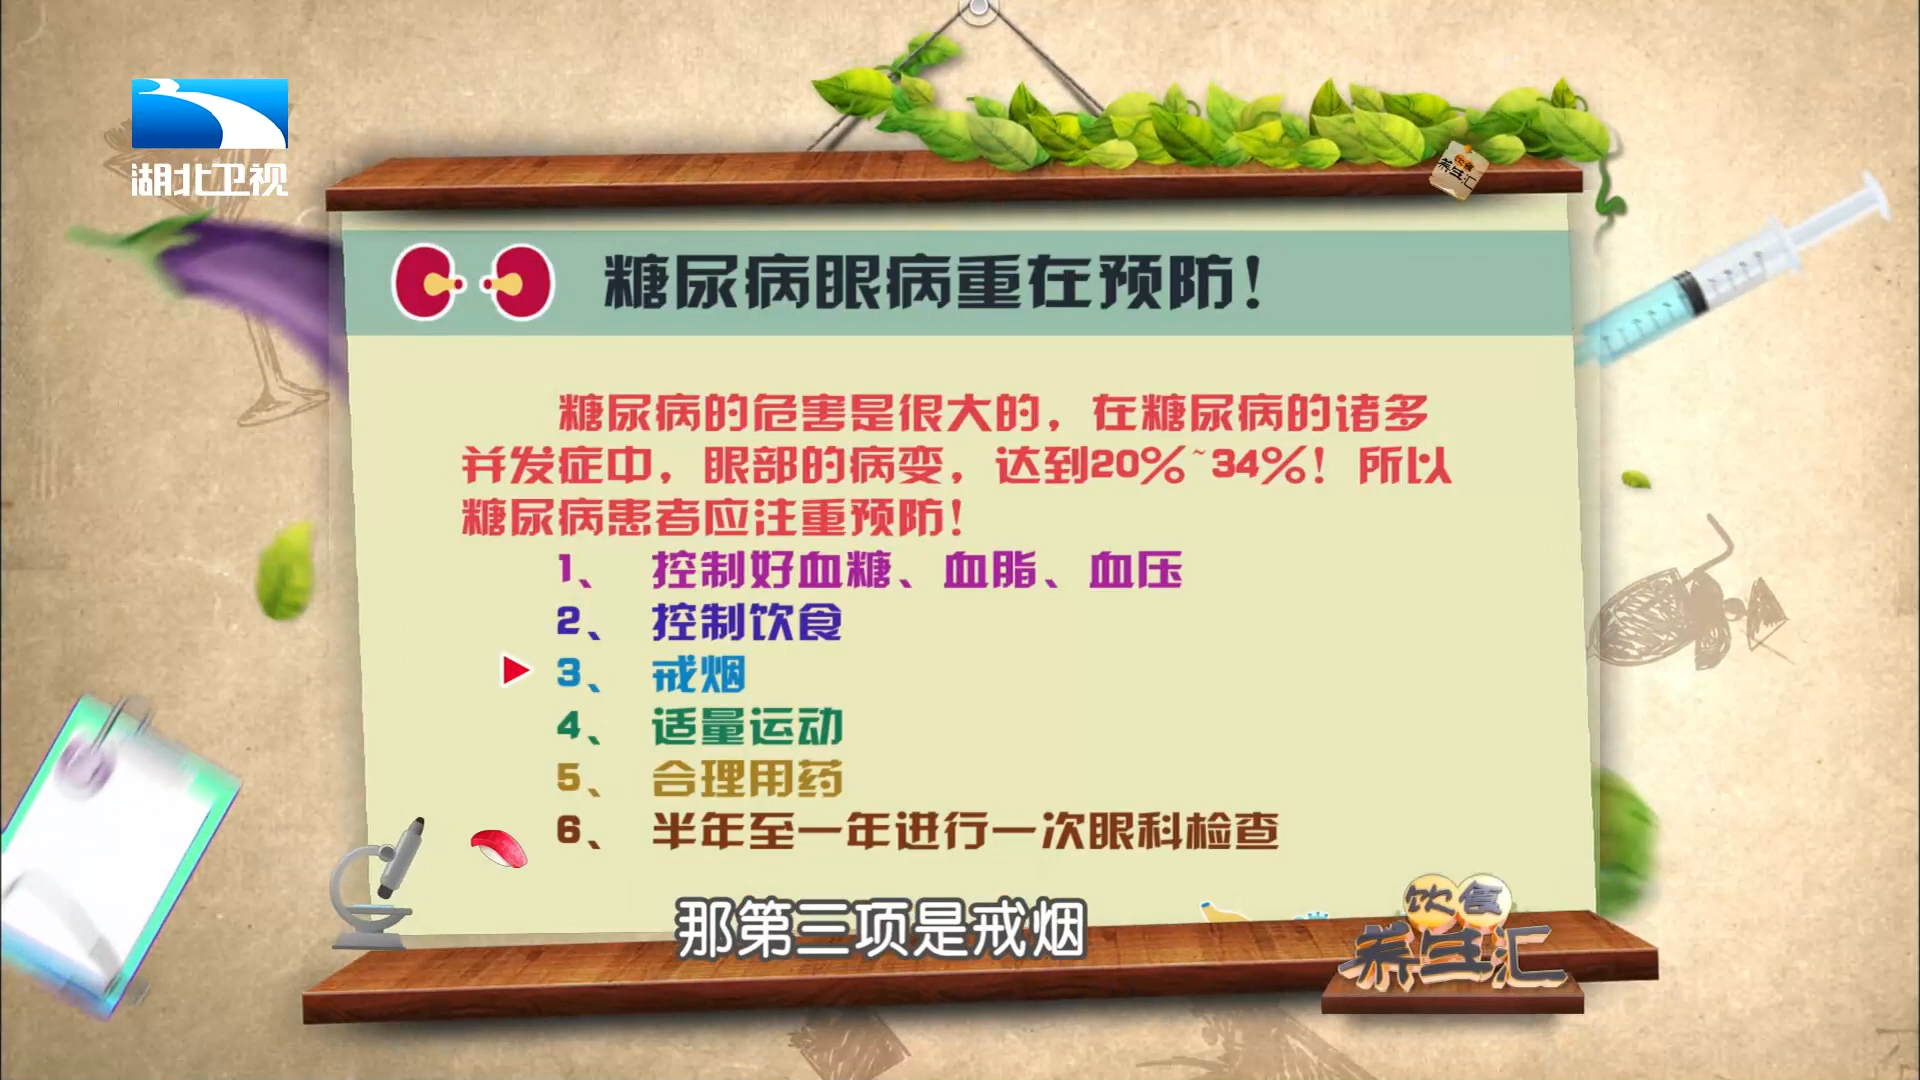 湖北卫视
饮食
养生汇
糖尿病眼病重在预防！
糖尿病的危害是很大的，在糖尿病的诸多
并发症中，眼部的病变，达到20%~34%！所以
糖尿病患者应注重预防！
1、 控制好血糖、血脂、血压
2、 控制饮食
3、 戒烟
4、 适量运动
5、 合理用药
6、 半年至一年进行一次眼科检查
那第三项是戒烟
饮食
养生汇